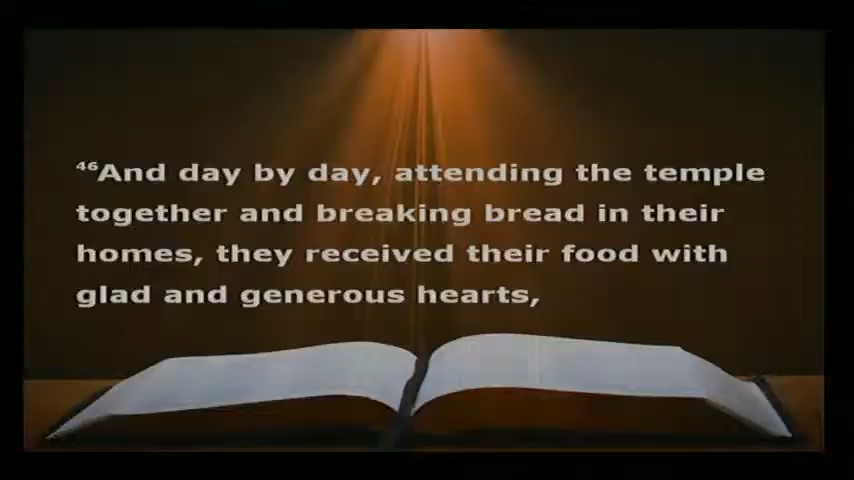 ⁴⁶And day by day, attending the temple
together and breaking bread in their
homes, they received their food with
glad and generous hearts,